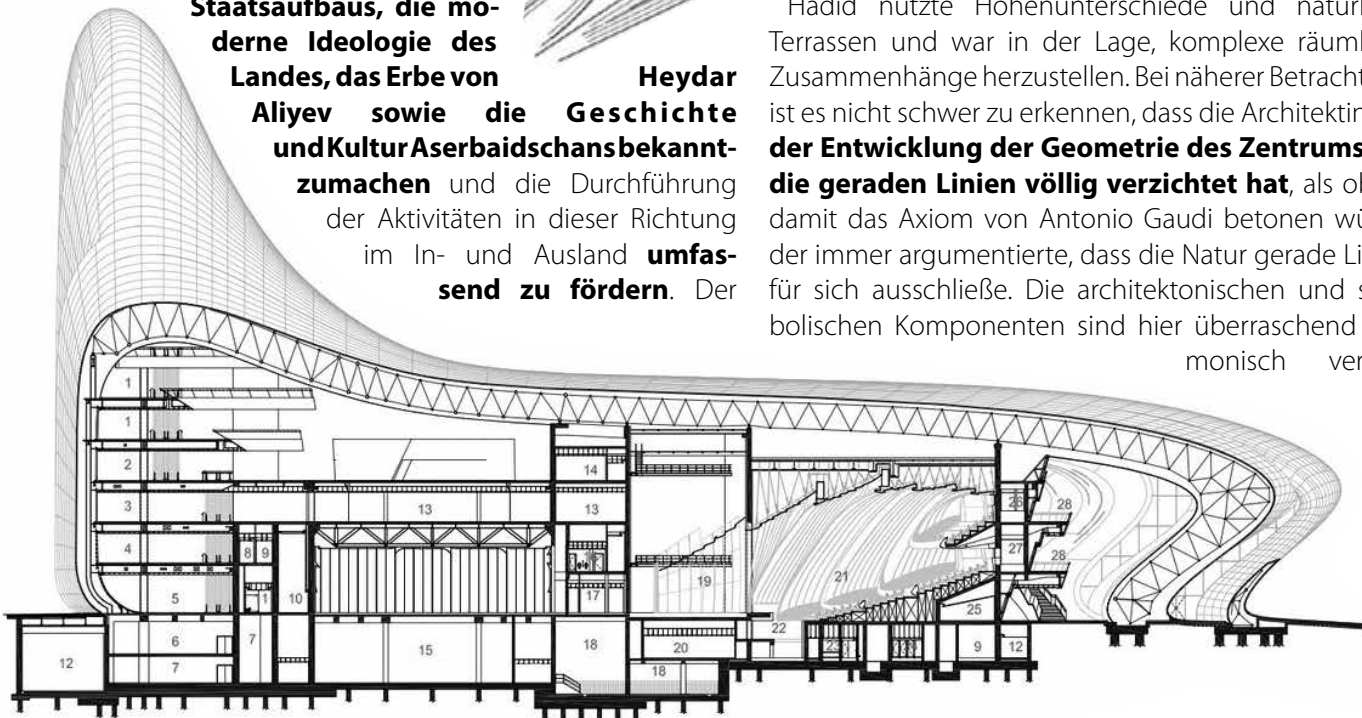 Staatsaufbaus, die mo-
derne Ideologie des
Landes, das Erbe von Heydar
Aliyev sowie die Geschichte
und Kultur Aserbaidschans bekannt-
zumachen und die Durchführung
der Aktivitäten in dieser Richtung
im In- und Ausland umfas-
send zu fördern. Der
Hadid nutzte Höhenunterschiede und natürl
Terrassen und war in der Lage, komplexe räuml
Zusammenhänge herzustellen. Bei näherer Betracht
ist es nicht schwer zu erkennen, dass die Architektin
der Entwicklung der Geometrie des Zentrums
die geraden Linien völlig verzichtet hat, als ob
damit das Axiom von Antonio Gaudi betonen wü
der immer argumentierte, dass die Natur gerade Li
für sich ausschließe. Die architektonischen und s
bolischen Komponenten sind hier überraschend
monisch ver
1
1
2
14
3
13
13
26
28
4
8
9
27
28
19
21
5
1
10
17
25
6
7
15
18
20
22
9
12
12
7
18